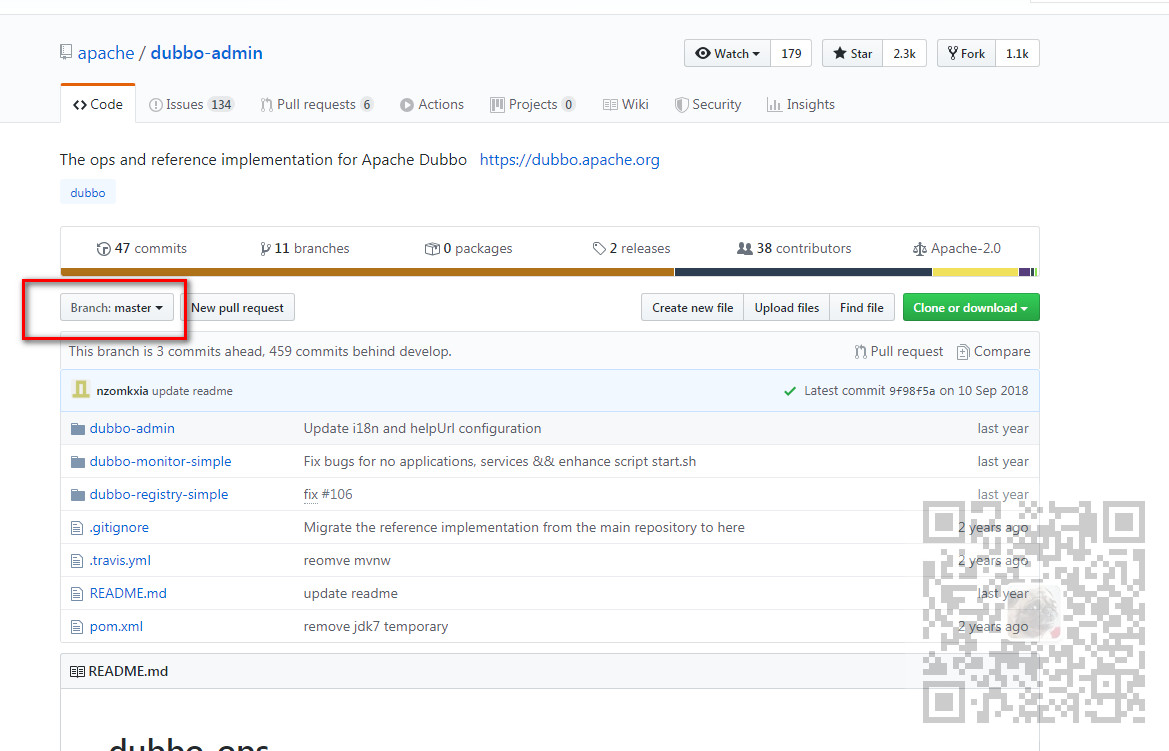 apache / dubbo-admin
Watch 179 Star 2.3k Fork 1.1k
Code Issues 134 Pull requests 6 Actions Projects 0 Wiki Security Insights
The ops and reference implementation for Apache Dubbo https://dubbo.apache.org
dubbo
47 commits 11 branches 0 packages 2 releases 38 contributors Apache-2.0
Branch: master New pull request Create new file Upload files Find file Clone or download
This branch is 3 commits ahead, 459 commits behind develop. Pull request Compare
nzomkxia update readme Latest commit 9f98f5a on 10 Sep 2018
dubbo-admin Update i18n and helpUrl configuration last year
dubbo-monitor-simple Fix bugs for no applications, services && enhance script start.sh last year
dubbo-registry-simple fix #106 last year
.gitignore Migrate the reference implementation from the main repository to here 2 years ago
.travis.yml reomve mvnw 2 years ago
README.md update readme last year
pom.xml remove jdk7 temporary 2 years ago
README.md
dubbo-ops